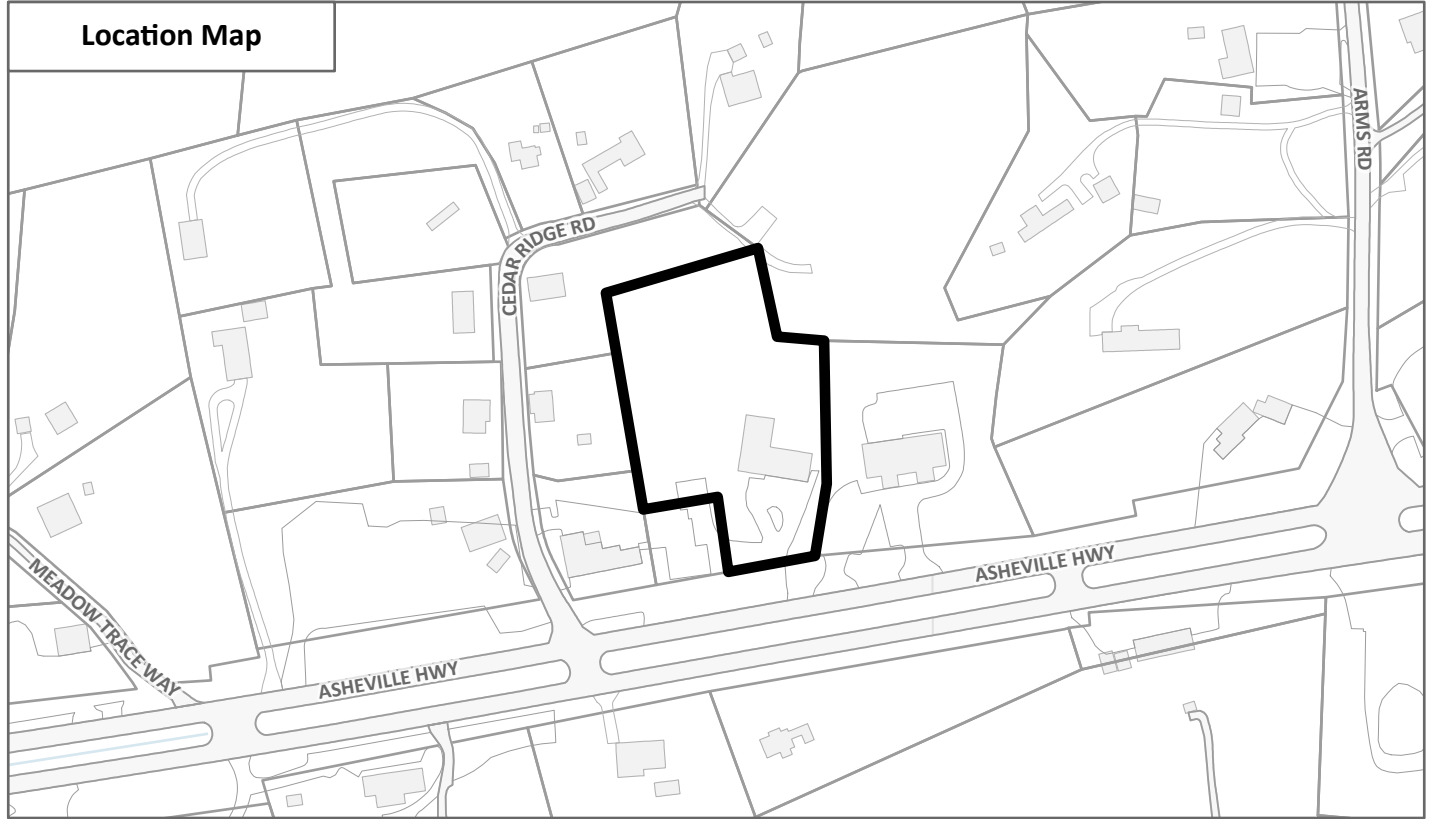 Location Map
ARMS RD
CEDAR RIDGE RD
ASHEVILLE HWY
MEADOW TRACE WAY
ASHEVILLE HWY